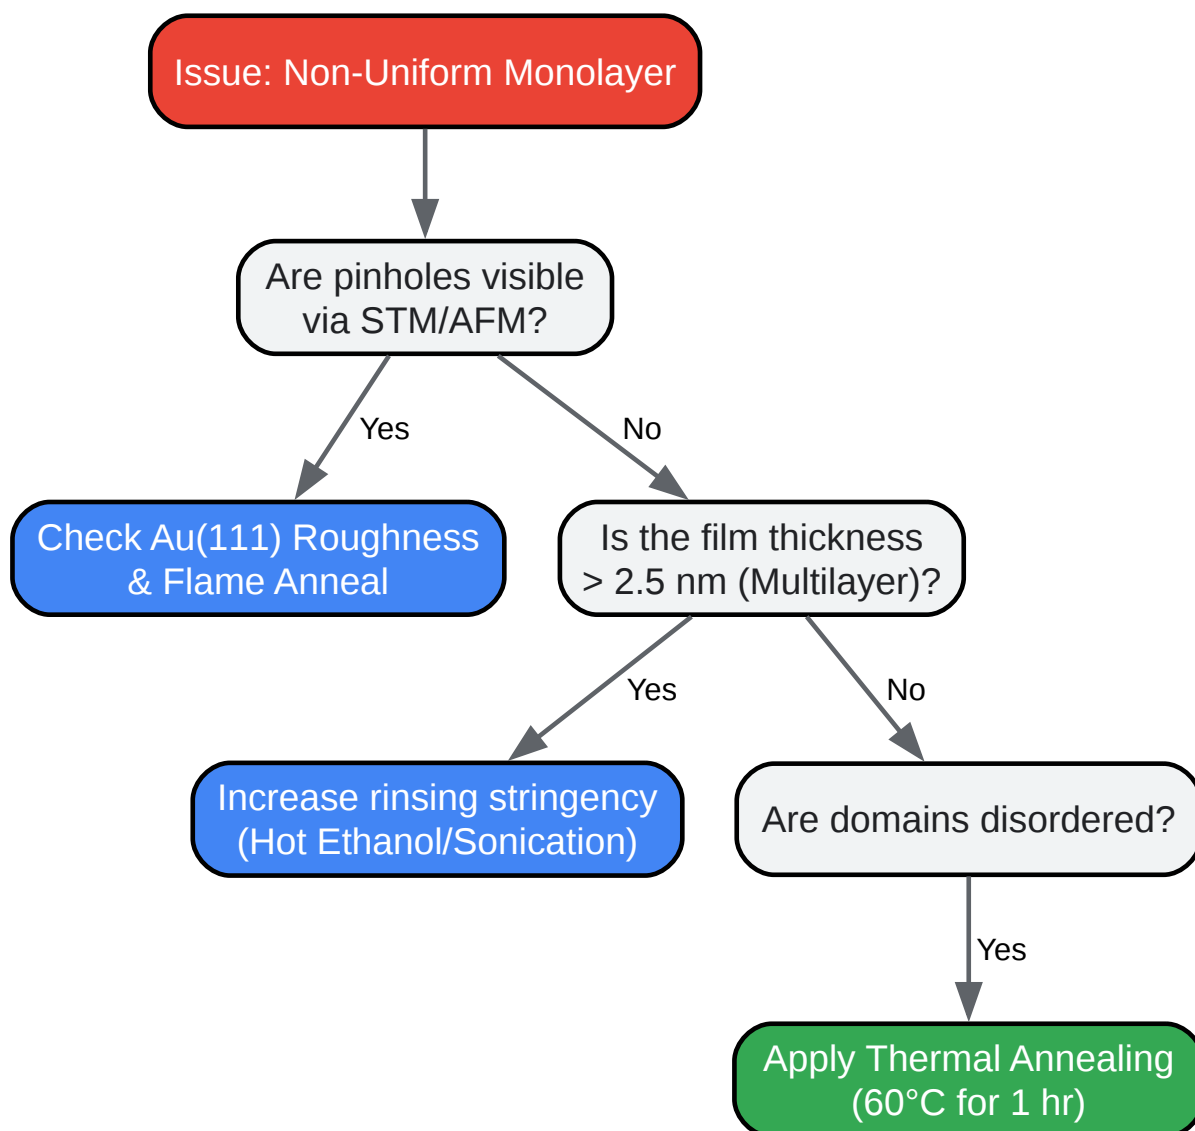 Issue: Non-Uniform Monolayer
Are pinholes visible
via STM/AFM?
Yes
No
Check Au(111) Roughness
& Flame Anneal
Is the film thickness
> 2.5 nm (Multilayer)?
Yes
No
Increase rinsing stringency
(Hot Ethanol/Sonication)
Are domains disordered?
Yes
Apply Thermal Annealing
(60°C for 1 hr)